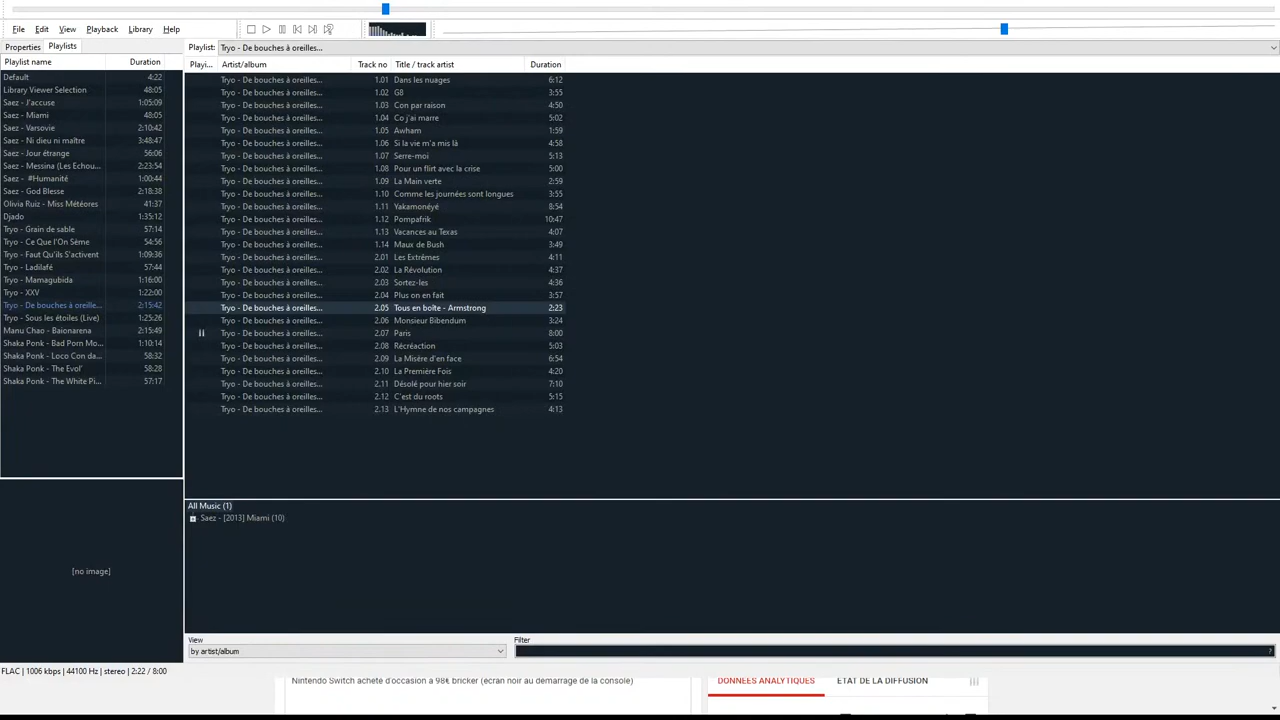 File Edit View Playback Library Help
Properties Playlists
Playlist: Tryo - De bouches à oreilles...
Playlist name Duration
Default 4:22
Library Viewer Selection 48:05
Saez - J'accuse 1:05:09
Saez - Miami 48:05
Saez - Varsovie 2:10:42
Saez - Ni dieu ni maître 3:48:47
Saez - Jour étrange 56:06
Saez - Messina (Les Echou... 2:23:54
Saez - #Humanité 1:00:44
Saez - God Blesse 2:18:38
Olivia Ruiz - Miss Météores 41:37
Djado 1:35:12
Tryo - Grain de sable 57:14
Tryo - Ce Que l'On Sème 54:56
Tryo - Faut Qu'ils S'activent 1:09:36
Tryo - Ladilafé 57:44
Tryo - Mamagubida 1:16:00
Tryo - XXV 1:22:00
Tryo - De bouches à oreille... 2:15:42
Tryo - Sous les étoiles (Live) 1:25:26
Manu Chao - Baionarena 2:15:49
Shaka Ponk - Bad Porn Mo... 1:10:14
Shaka Ponk - Loco Con da... 58:32
Shaka Ponk - The Evol' 58:28
Shaka Ponk - The White Pi... 57:17
Playi... Artist/album Track no Title / track artist Duration
Tryo - De bouches à oreilles... 1.01 Dans les nuages 6:12
Tryo - De bouches à oreilles... 1.02 G8 3:55
Tryo - De bouches à oreilles... 1.03 Con par raison 4:50
Tryo - De bouches à oreilles... 1.04 Co j'ai marre 5:02
Tryo - De bouches à oreilles... 1.05 Awham 1:59
Tryo - De bouches à oreilles... 1.06 Si la vie m'a mis là 4:58
Tryo - De bouches à oreilles... 1.07 Serre-moi 5:13
Tryo - De bouches à oreilles... 1.08 Pour un flirt avec la crise 5:00
Tryo - De bouches à oreilles... 1.09 La Main verte 2:59
Tryo - De bouches à oreilles... 1.10 Comme les journées sont longues 3:55
Tryo - De bouches à oreilles... 1.11 Yakamonéyé 8:54
Tryo - De bouches à oreilles... 1.12 Pompafrik 10:47
Tryo - De bouches à oreilles... 1.13 Vacances au Texas 4:07
Tryo - De bouches à oreilles... 1.14 Maux de Bush 3:49
Tryo - De bouches à oreilles... 2.01 Les Extrêmes 4:11
Tryo - De bouches à oreilles... 2.02 La Révolution 4:37
Tryo - De bouches à oreilles... 2.03 Sortez-les 4:36
Tryo - De bouches à oreilles... 2.04 Plus on en fait 3:57
Tryo - De bouches à oreilles... 2.05 Tous en boîte - Armstrong 2:23
Tryo - De bouches à oreilles... 2.06 Monsieur Bibendum 3:24
Tryo - De bouches à oreilles... 2.07 Paris 8:00
Tryo - De bouches à oreilles... 2.08 Récréaction 5:03
Tryo - De bouches à oreilles... 2.09 La Misère d'en face 6:54
Tryo - De bouches à oreilles... 2.10 La Première Fois 4:20
Tryo - De bouches à oreilles... 2.11 Désolé pour hier soir 7:10
Tryo - De bouches à oreilles... 2.12 C'est du roots 5:15
Tryo - De bouches à oreilles... 2.13 L'Hymne de nos campagnes 4:13
All Music (1)
Saez - [2013] Miami (10)
[no image]
View Filter
by artist/album ?
FLAC | 1006 kbps | 44100 Hz | stereo | 2:22 / 8:00
Nintendo Switch acheté d'occasion à 98€ bricker (écran noir au démarrage de la console)
DONNÉES ANALYTIQUES ÉTAT DE LA DIFFUSION